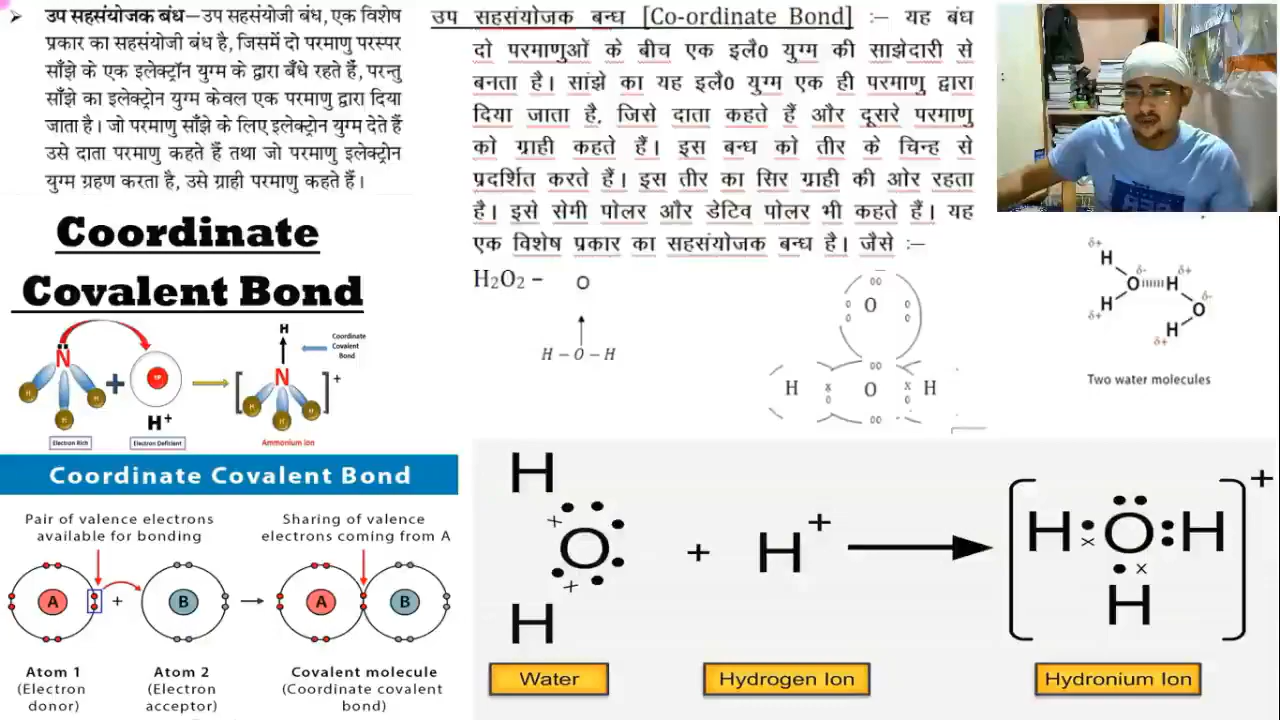 ➤ उप सहसंयोजक बंध—उप सहसंयोजी बंध, एक विशेष
प्रकार का सहसंयोजी बंध है, जिसमें दो परमाणु परस्पर
साँझे के एक इलेक्ट्रॉन युग्म के द्वारा बँधे रहते हैं, परन्तु
साँझे का इलेक्ट्रोन युग्म केवल एक परमाणु द्वारा दिया
जाता है। जो परमाणु साँझे के लिए इलेक्ट्रोन युग्म देते हैं
उसे दाता परमाणु कहते हैं तथा जो परमाणु इलेक्ट्रोन
युग्म ग्रहण करता है, उसे ग्राही परमाणु कहते हैं।
उप सहसंयोजक बन्ध [Co-ordinate Bond] :– यह बंध
दो परमाणुओं के बीच एक इलै0 युग्म की साझेदारी से
बनता है। सांझे का यह इलै0 युग्म एक ही परमाणु द्वारा
दिया जाता है, जिसे दाता कहते हैं और दूसरे परमाणु
को ग्राही कहते हैं। इस बन्ध को तीर के चिन्ह से
प्रदर्शित करते हैं। इस तीर का सिर ग्राही की ओर रहता
है। इसे सेमी पोलर और डेटिव पोलर भी कहते हैं। यह
एक विशेष प्रकार का सहसंयोजक बन्ध है। जैसे :–
H₂O₂ – O
H – O – H
O
H x O x H
Coordinate
Covalent Bond
N + H⁺
Electron Rich
Electron Deficient
H
N
+
Coordinate
Covalent
Bond
Ammonium ion
δ+ H δ- O H δ+
δ+ H O δ-
H δ+
Two water molecules
Coordinate Covalent Bond
Pair of valence electrons
available for bonding
Sharing of valence
electrons coming from A
A + B → A B
Atom 1
(Electron
donor)
Atom 2
(Electron
acceptor)
Covalent molecule
(Coordinate covalent
bond)
H
O + H⁺ → [H:O:H]⁺
H H
Water
Hydrogen Ion
Hydronium Ion